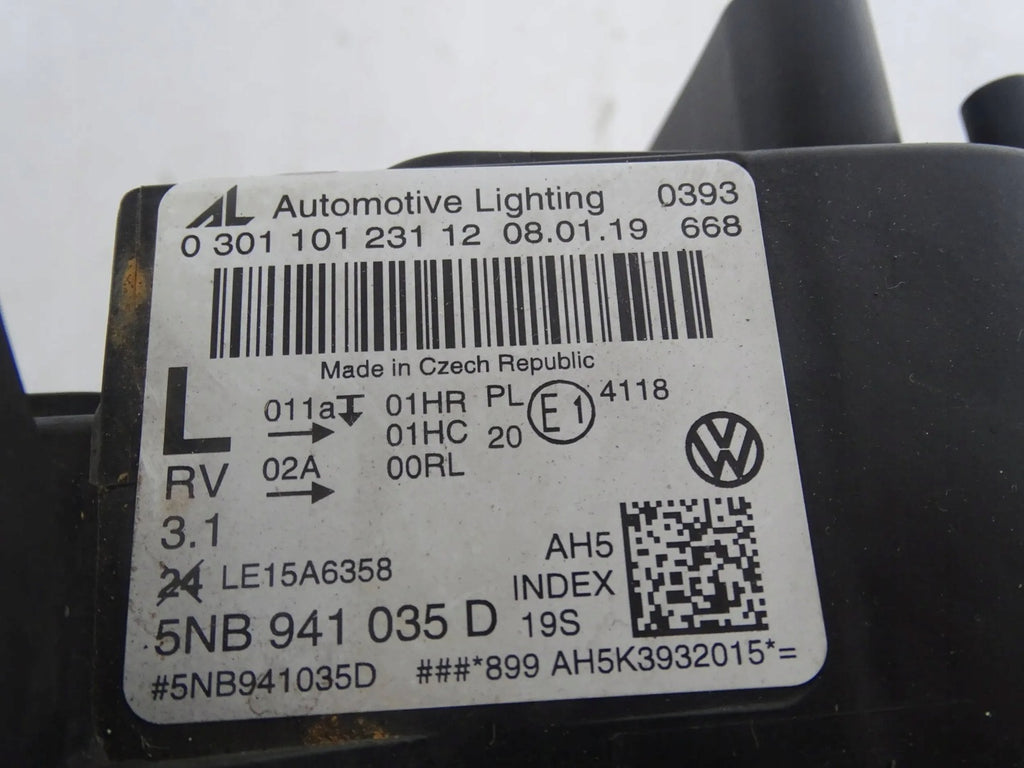 AL Automotive Lighting 0393
0 301 101 231 12 08.01.19 668
Made in Czech Republic
L 011a 01HR PL E1 4118
01HC 20
RV 02A 00RL
3.1
24 LE15A6358 AH5
INDEX
5NB 941 035 D 19S
#5NB941035D ###*899 AH5K3932015*=